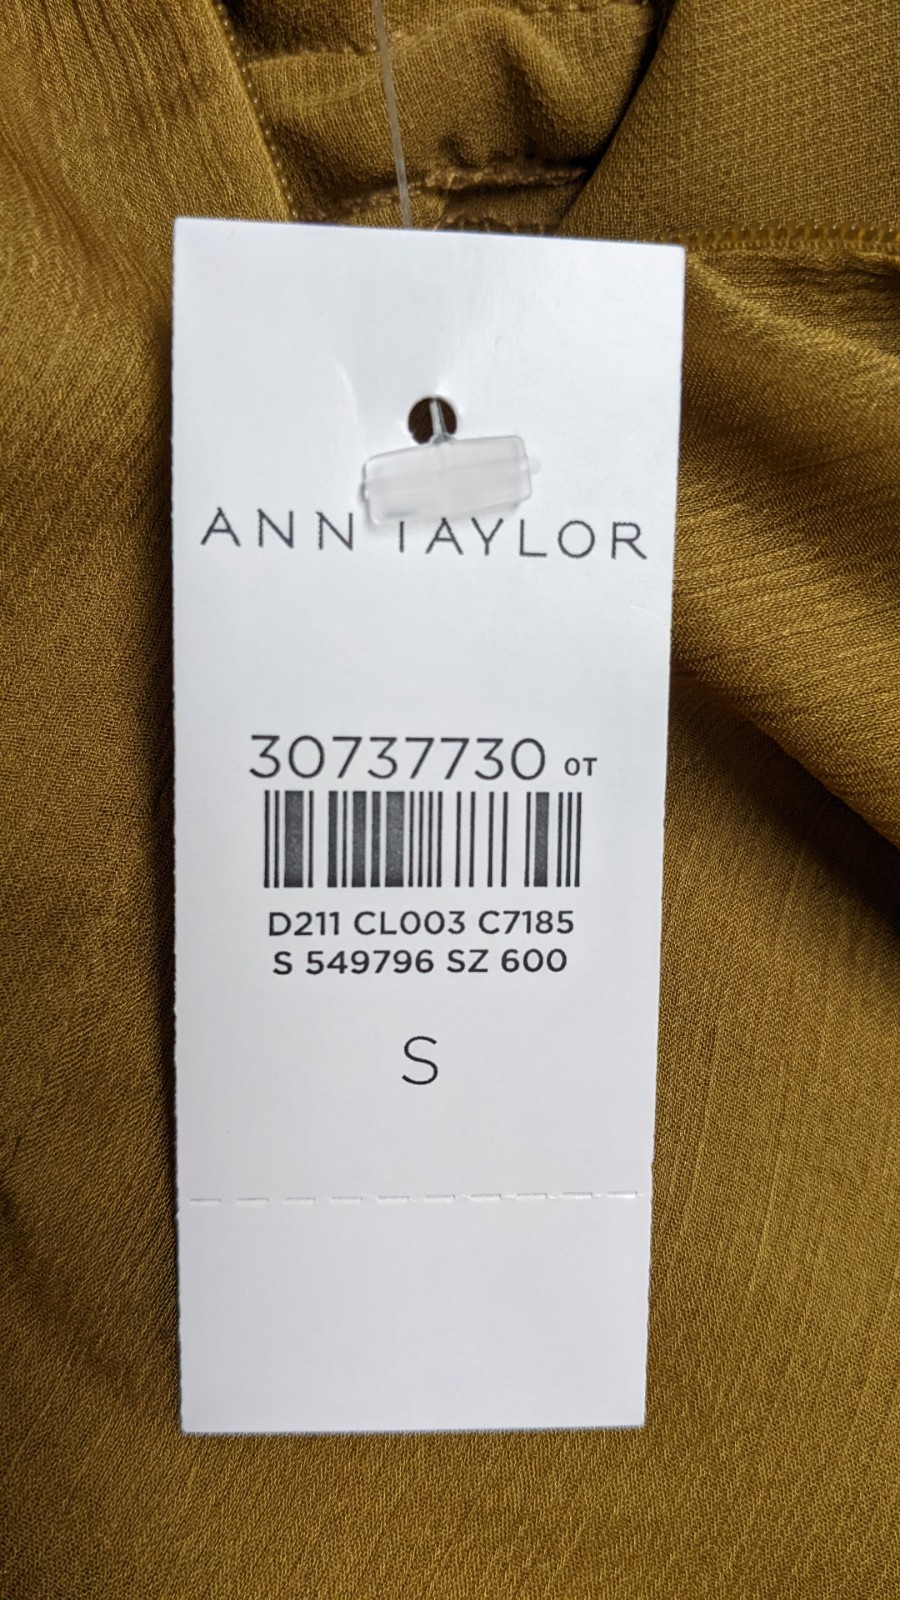 ANN TAYLOR
30737730 OT
D211 CL003 C7185
S 549796 SZ 600
S